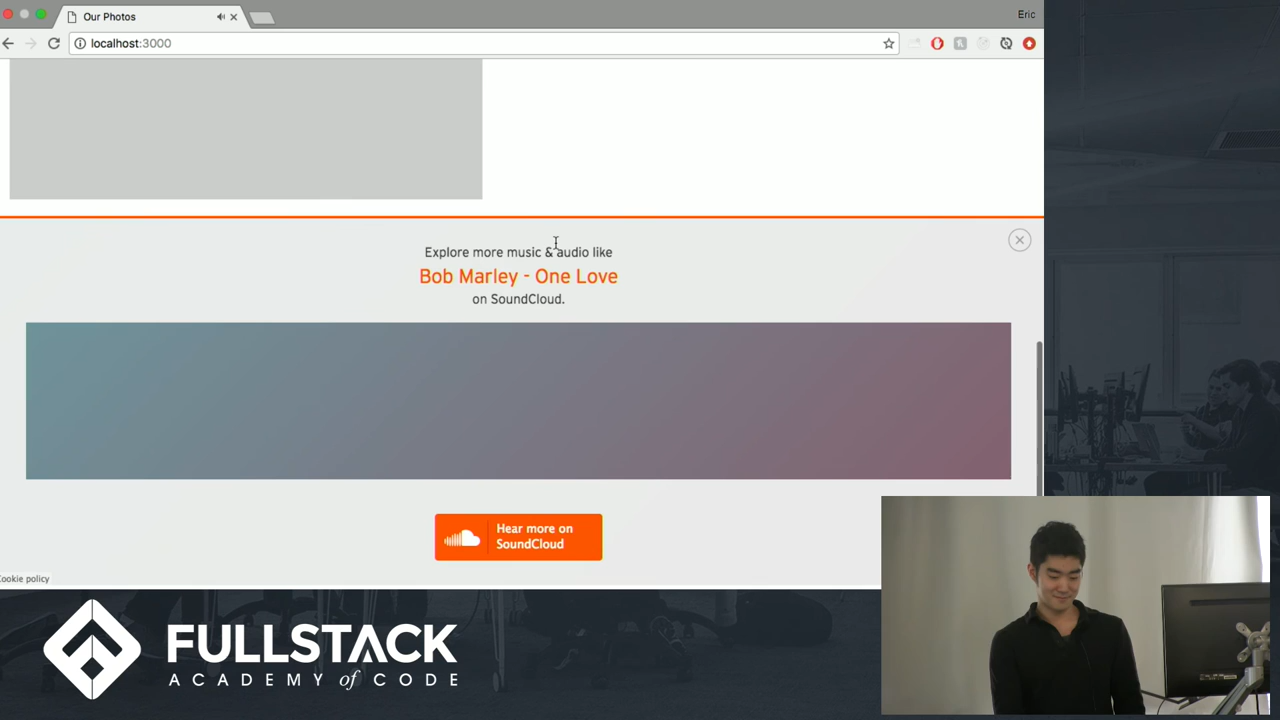 Our Photos
Eric
localhost:3000
Explore more music & audio like
Bob Marley - One Love
on SoundCloud.
Hear more on
SoundCloud
Cookie policy
FULLSTACK
ACADEMY of CODE